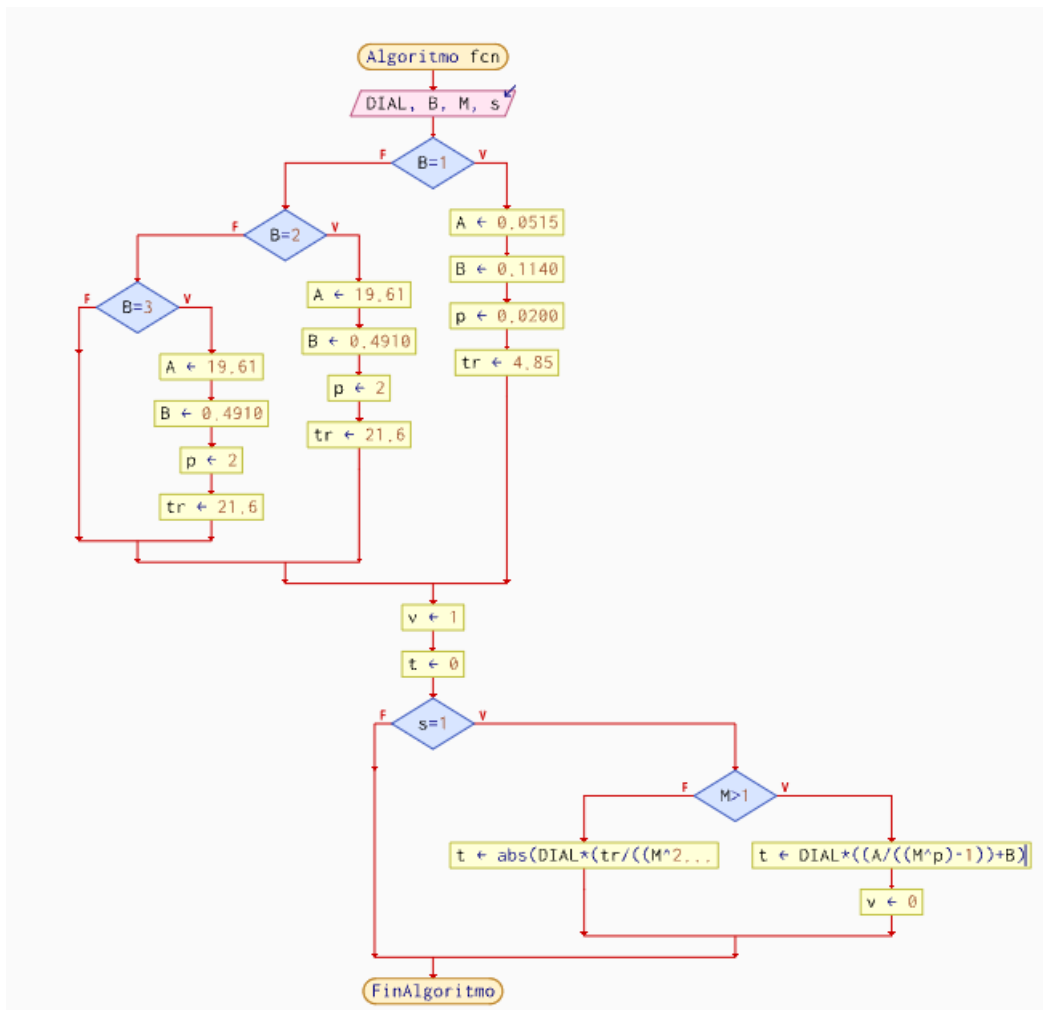 Algoritmo fcn
DIAL, B, M, s
B=1
F
V
A ← 0.0515
B ← 0.1140
p ← 0.0200
tr ← 4.85
B=2
F
V
A ← 19.61
B ← 0.4910
p ← 2
tr ← 21.6
B=3
F
V
A ← 19.61
B ← 0.4910
p ← 2
tr ← 21.6
v ← 1
t ← 0
s=1
F
V
M>1
F
V
t ← abs(DIAL*(tr/((M^2...
t ← DIAL*((A/((M^p)-1))+B)
v ← 0
FinAlgoritmo